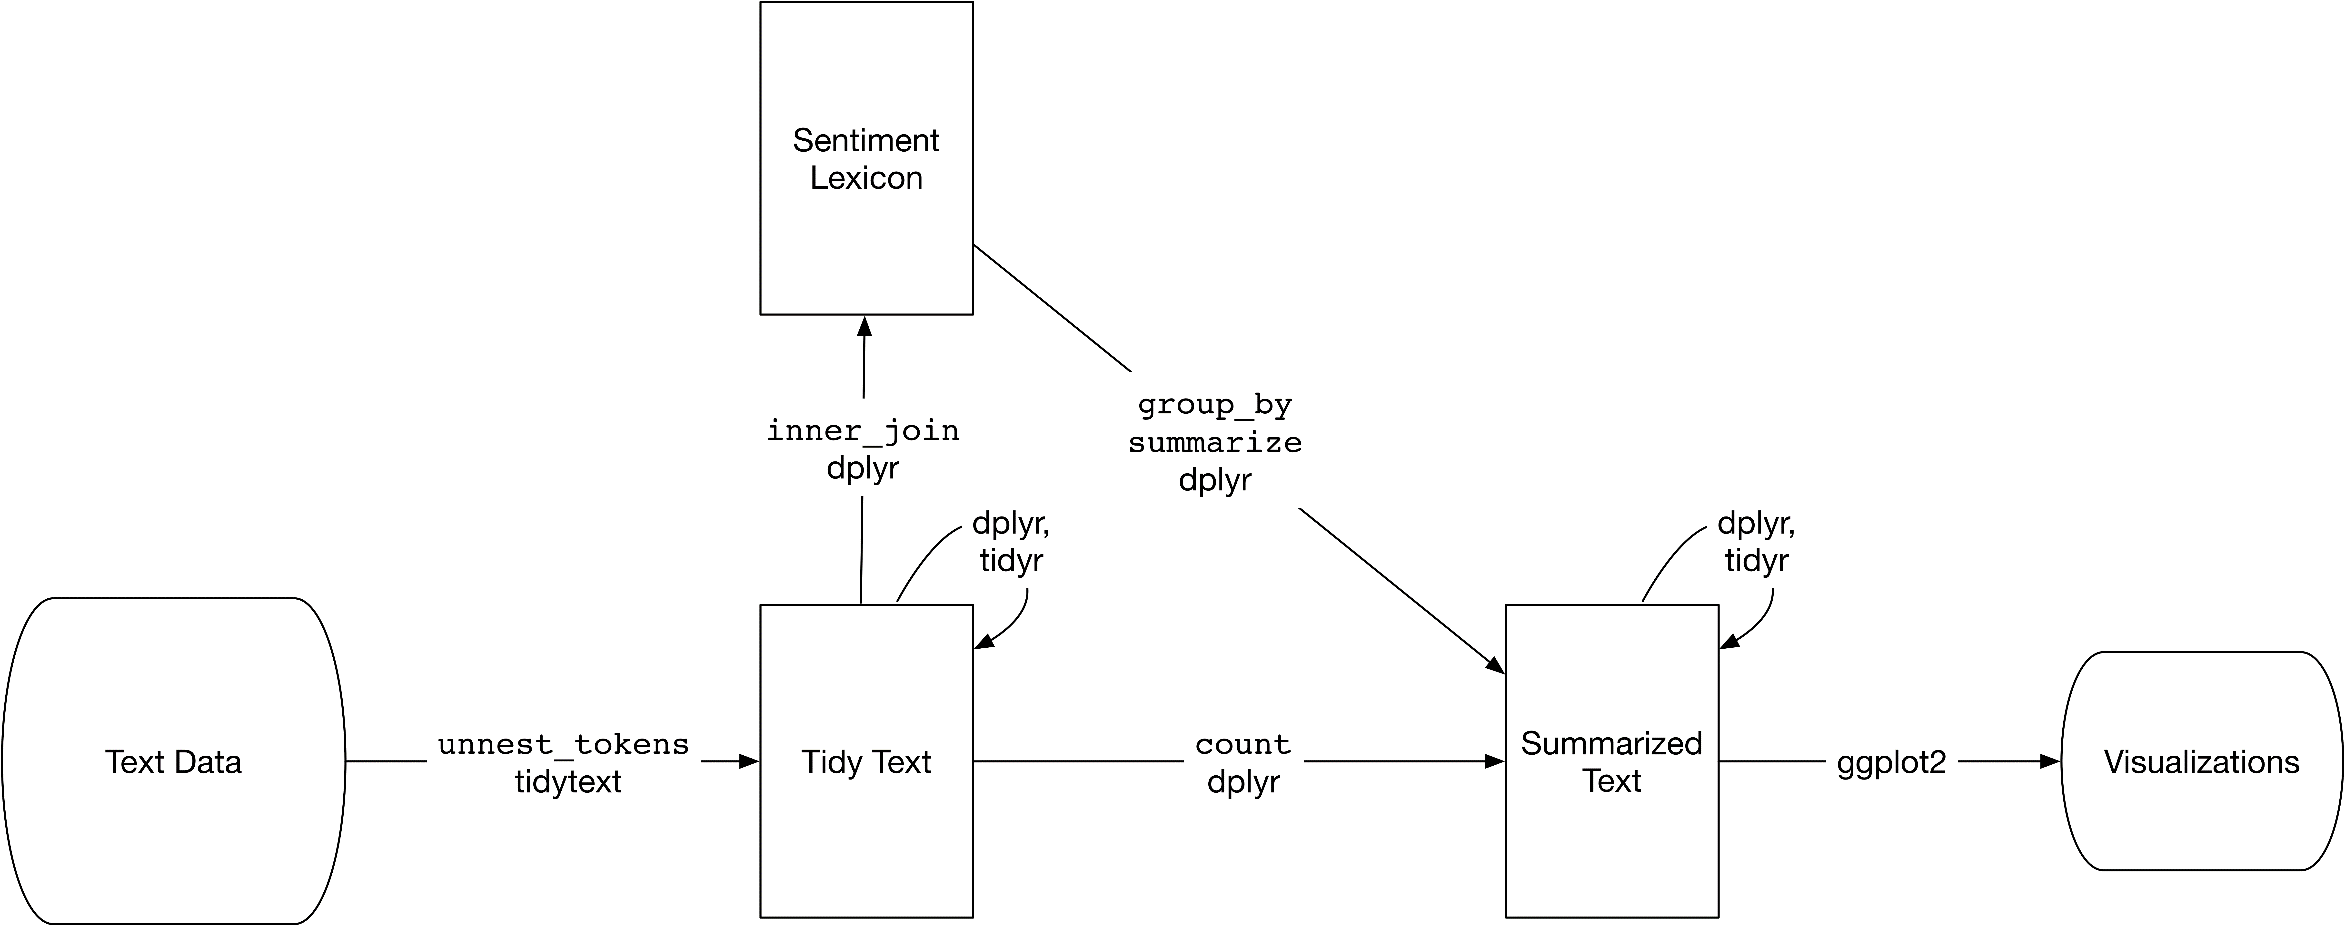 Sentiment
Lexicon
inner_join
dplyr
group_by
summarize
dplyr
dplyr,
tidyr
dplyr,
tidyr
Text Data
unnest_tokens
tidytext
Tidy Text
count
dplyr
Summarized
Text
ggplot2
Visualizations